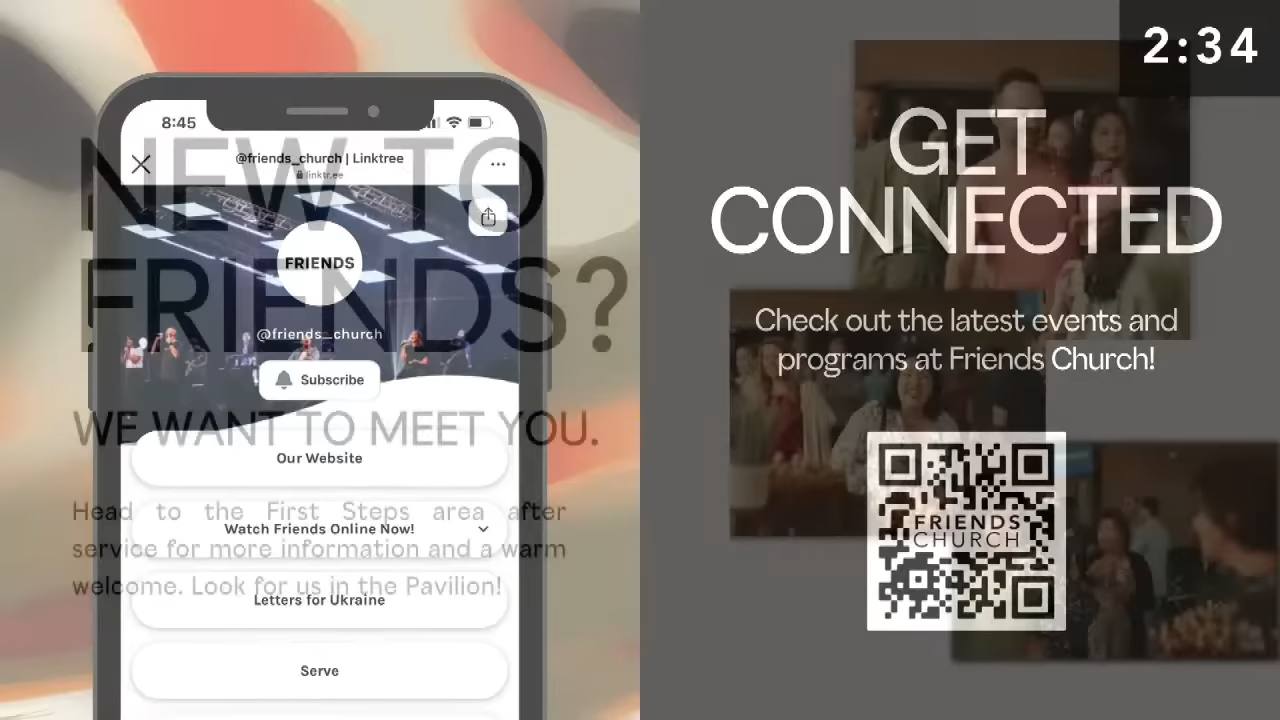 2:34
8:45
@friends_church | Linktree
linktr.ee
FRIENDS
@friends_church
Subscribe
Our Website
Watch Friends Online Now!
Letters for Ukraine
Serve
NEW TO
FRIENDS?
WE WANT TO MEET YOU.
Head to the First Steps area after
service for more information and a warm
welcome. Look for us in the Pavilion!
GET
CONNECTED
Check out the latest events and
programs at Friends Church!
FRIENDS
CHURCH